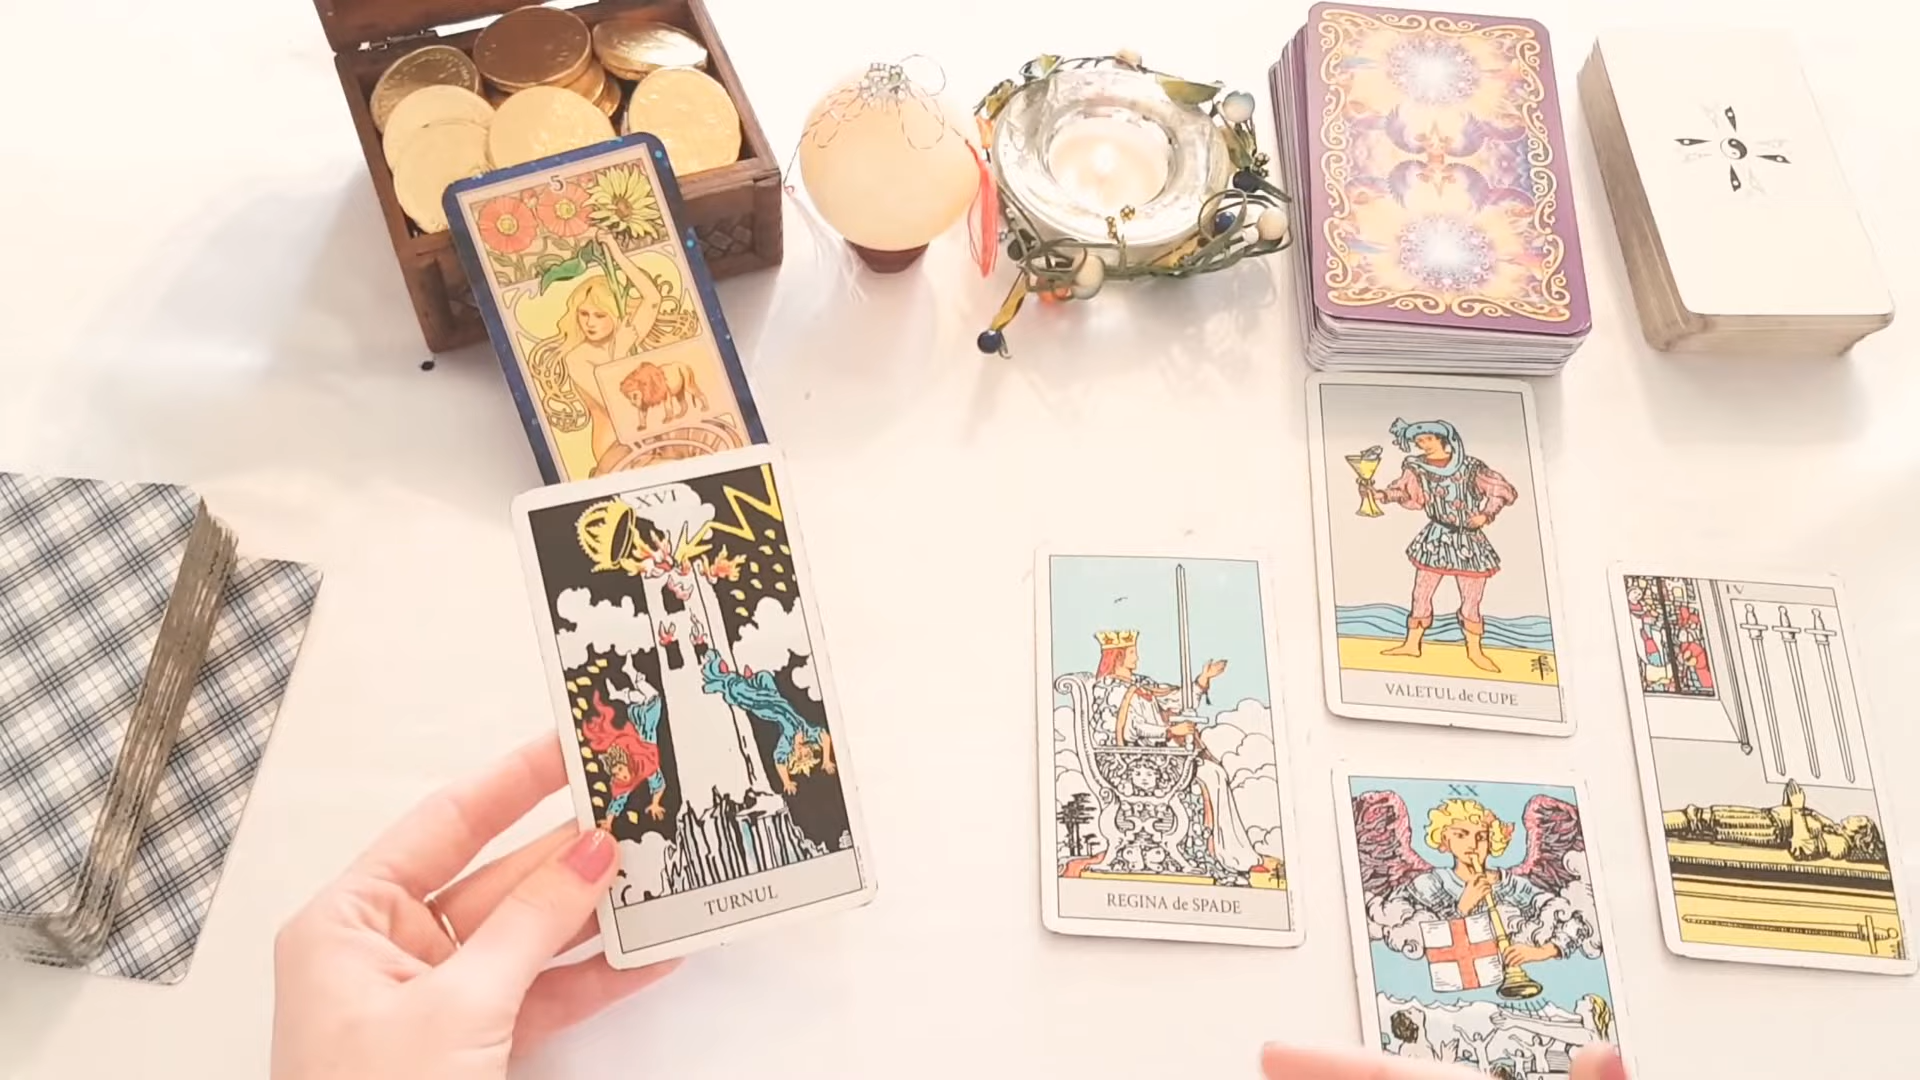 5
XVI
TURNUL
REGINA de SPADE
VALETUL de CUPE
XX
IV